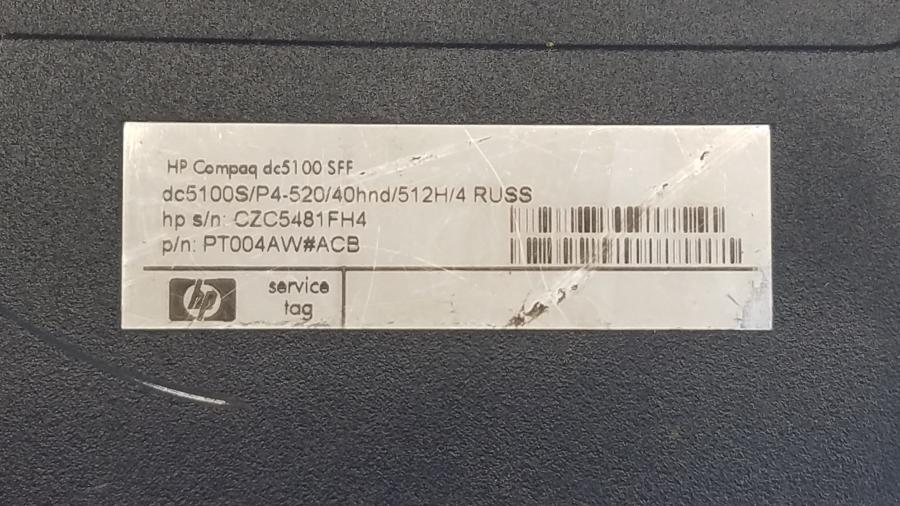 HP Compaq dc5100 SFF
dc5100S/P4-520/40hnd/512H/4 RUSS
hp s/n: CZC5481FH4
p/n: PT004AW#ACB
hp
service
tag